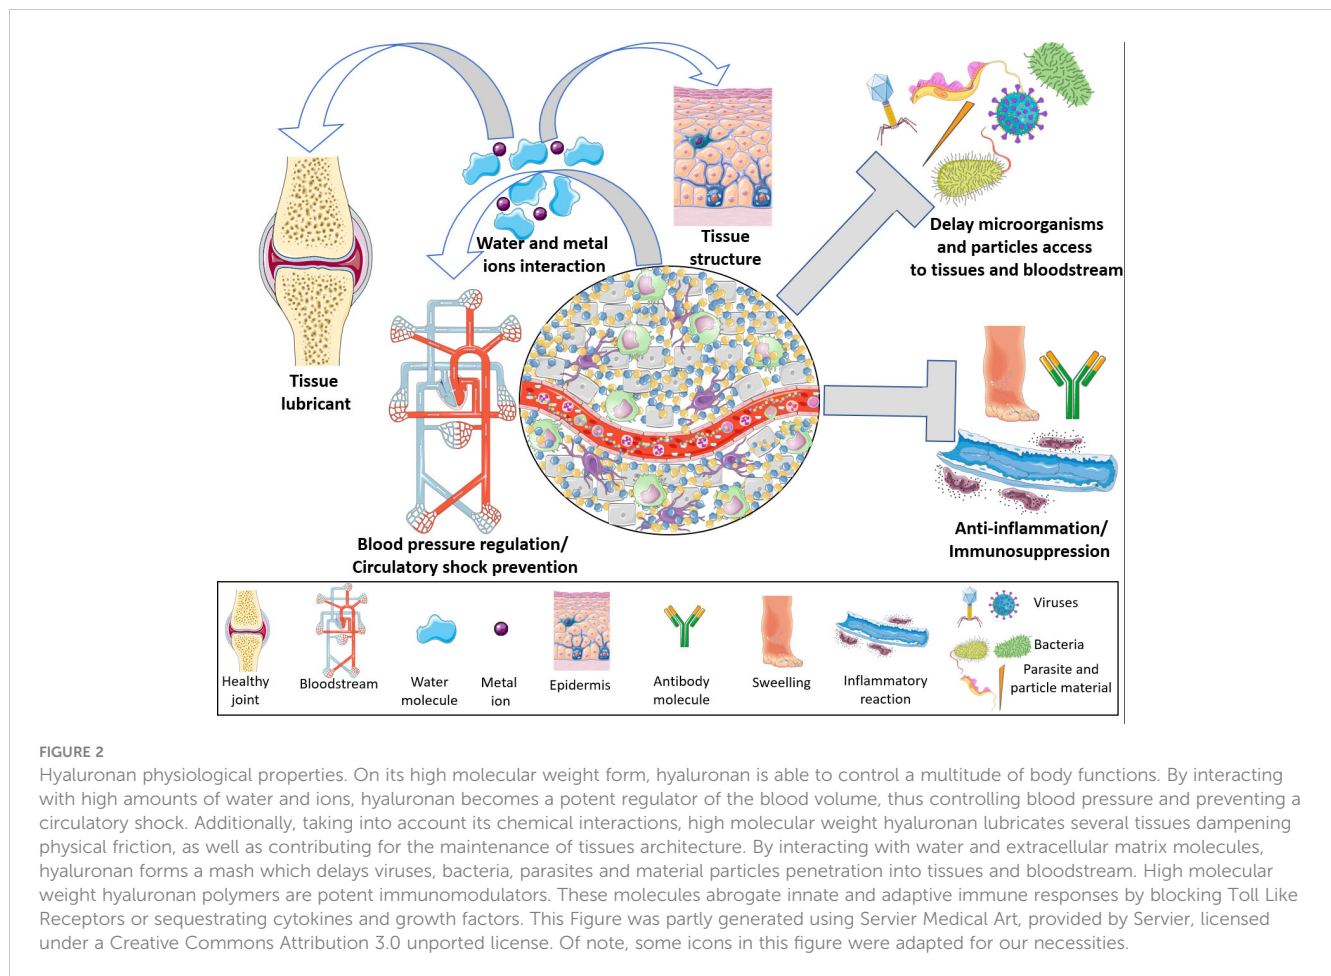 Water and metal
ions interaction
Tissue
structure
Delay microorganisms
and particles access
to tissues and bloodstream
Tissue
lubricant
Blood pressure regulation/
Circulatory shock prevention
Anti-inflammation/
Immunosuppression
Healthy
joint
Bloodstream
Water
molecule
Metal
ion
Epidermis
Antibody
molecule
Sweelling
Inflammatory
reaction
Viruses
Bacteria
Parasite and
particle material
FIGURE 2
Hyaluronan physiological properties. On its high molecular weight form, hyaluronan is able to control a multitude of body functions. By interacting
with high amounts of water and ions, hyaluronan becomes a potent regulator of the blood volume, thus controlling blood pressure and preventing a
circulatory shock. Additionally, taking into account its chemical interactions, high molecular weight hyaluronan lubricates several tissues dampening
physical friction, as well as contributing for the maintenance of tissues architecture. By interacting with water and extracellular matrix molecules,
hyaluronan forms a mash which delays viruses, bacteria, parasites and material particles penetration into tissues and bloodstream. High molecular
weight hyaluronan polymers are potent immunomodulators. These molecules abrogate innate and adaptive immune responses by blocking Toll Like
Receptors or sequestrating cytokines and growth factors. This Figure was partly generated using Servier Medical Art, provided by Servier, licensed
under a Creative Commons Attribution 3.0 unported license. Of note, some icons in this figure were adapted for our necessities.